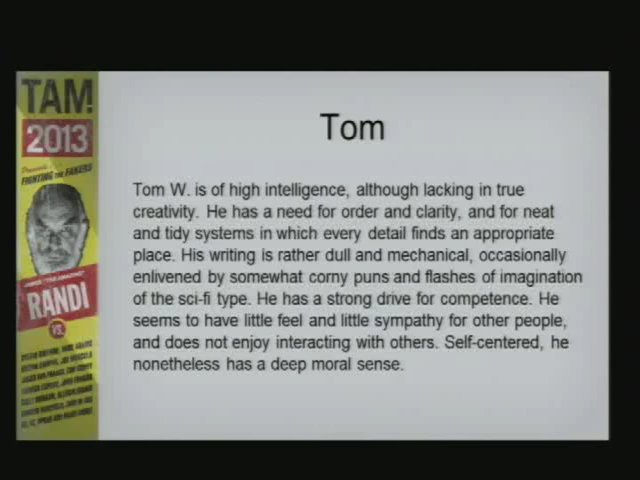 TAM!
2013
FIGHTING THE FAKERS
RANDI
VS.
Tom
Tom W. is of high intelligence, although lacking in true
creativity. He has a need for order and clarity, and for neat
and tidy systems in which every detail finds an appropriate
place. His writing is rather dull and mechanical, occasionally
enlivened by somewhat corny puns and flashes of imagination
of the sci-fi type. He has a strong drive for competence. He
seems to have little feel and little sympathy for other people,
and does not enjoy interacting with others. Self-centered, he
nonetheless has a deep moral sense.